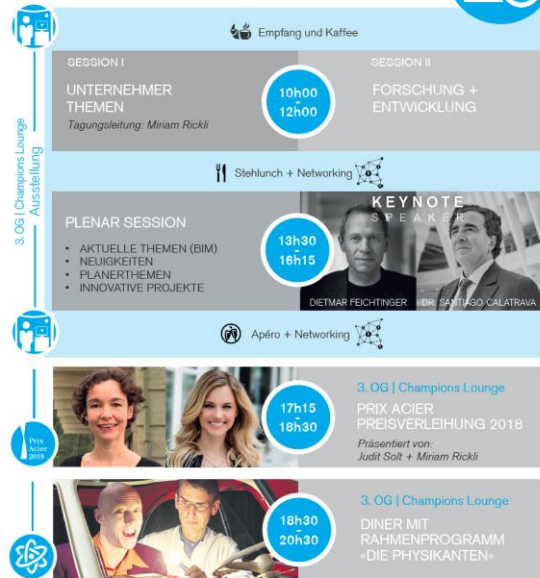 Empfang und Kaffee
SESSION I
UNTERNEHMER
THEMEN
Tagungsleitung: Miriam Rickli
10h00
-
12h00
SESSION II
FORSCHUNG +
ENTWICKLUNG
3. OG | Champions Lounge
Ausstellung
Stehlunch + Networking
PLENAR SESSION
• AKTUELLE THEMEN (BIM)
• NEUIGKEITEN
• PLANERTHEMEN
• INNOVATIVE PROJEKTE
13h30
-
16h15
KEYNOTE
SPEAKER
DIETMAR FEICHTINGER
DR. SANTIAGO CALATRAVA
Apéro + Networking
Prix
Acier
2018
17h15
-
18h30
3. OG | Champions Lounge
PRIX ACIER
PREISVERLEIHUNG 2018
Präsentiert von:
Judit Solt + Miriam Rickli
18h30
-
20h30
3. OG | Champions Lounge
DINER MIT
RAHMENPROGRAMM
«DIE PHYSIKANTEN»